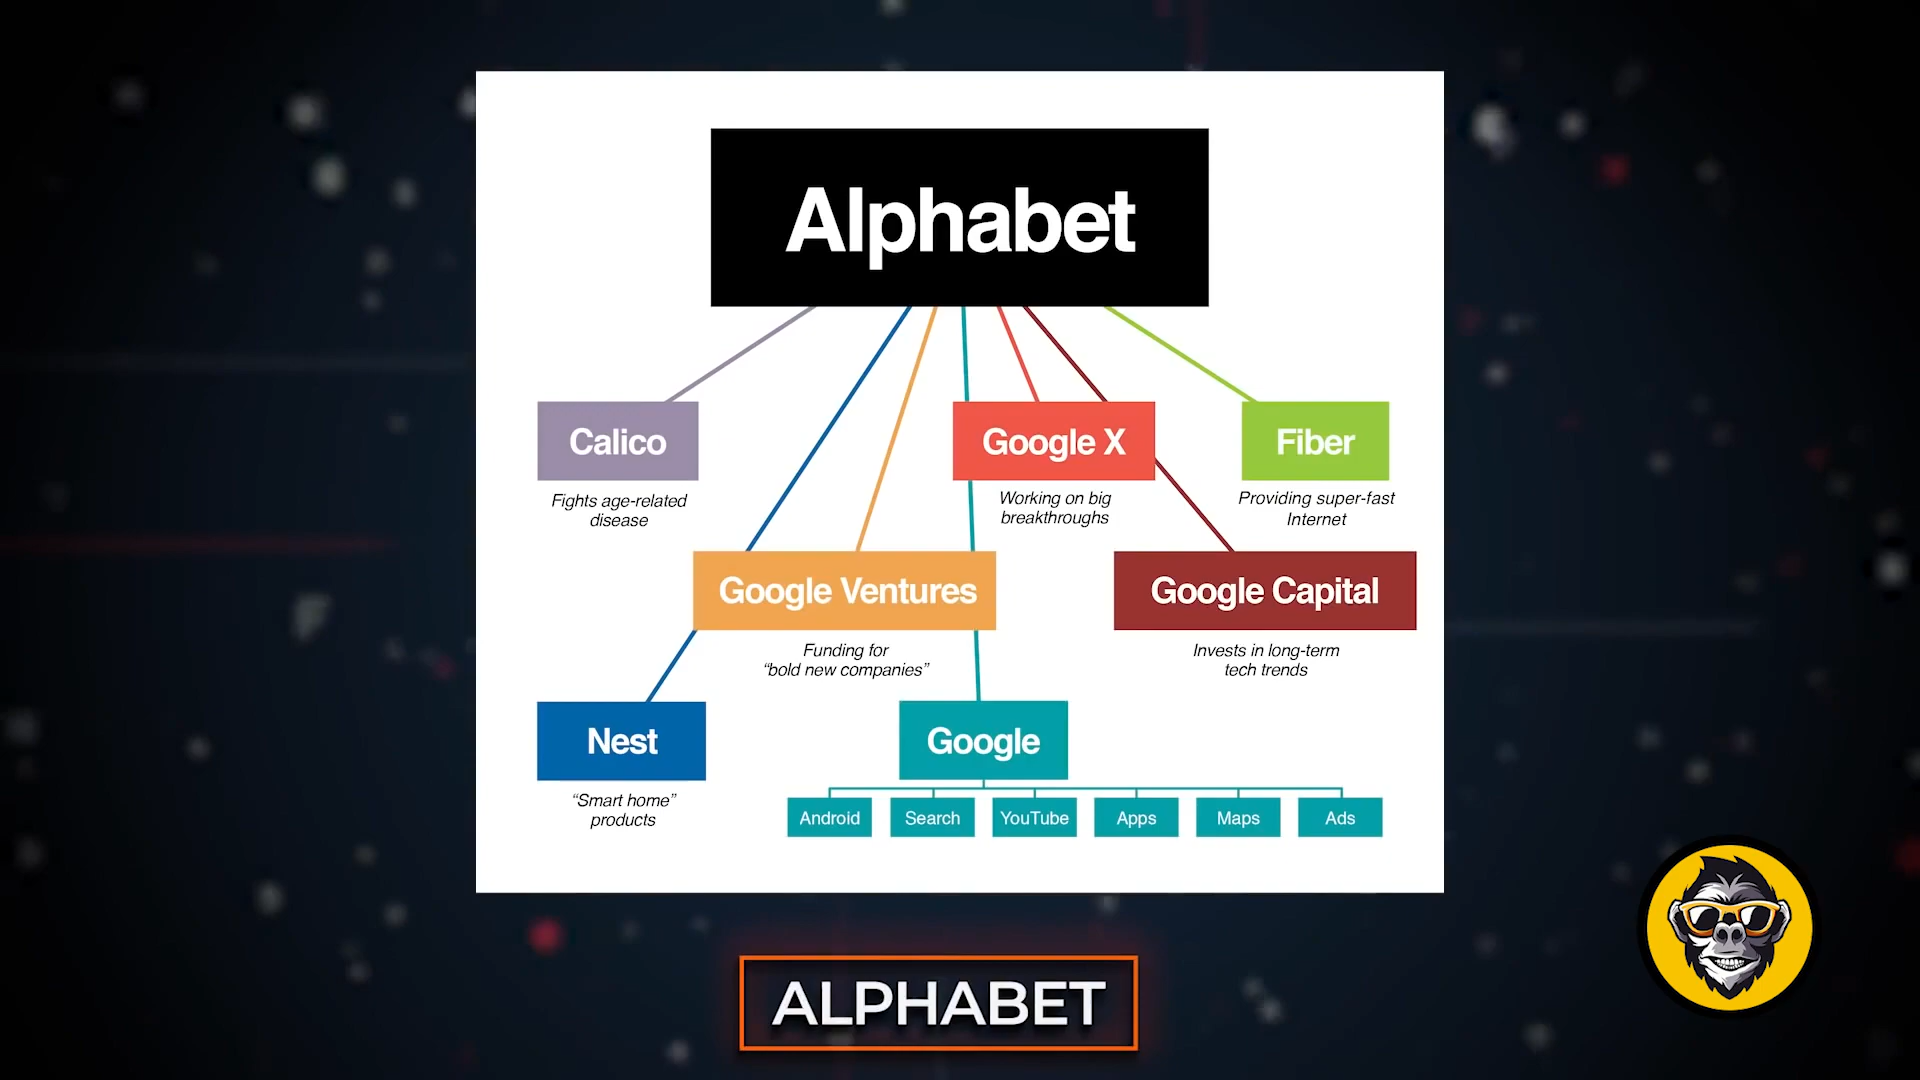 Alphabet
Calico
Fights age-related
disease
Google X
Working on big
breakthroughs
Fiber
Providing super-fast
Internet
Google Ventures
Funding for
“bold new companies”
Google Capital
Invests in long-term
tech trends
Nest
“Smart home”
products
Google
Android
Search
YouTube
Apps
Maps
Ads
ALPHABET